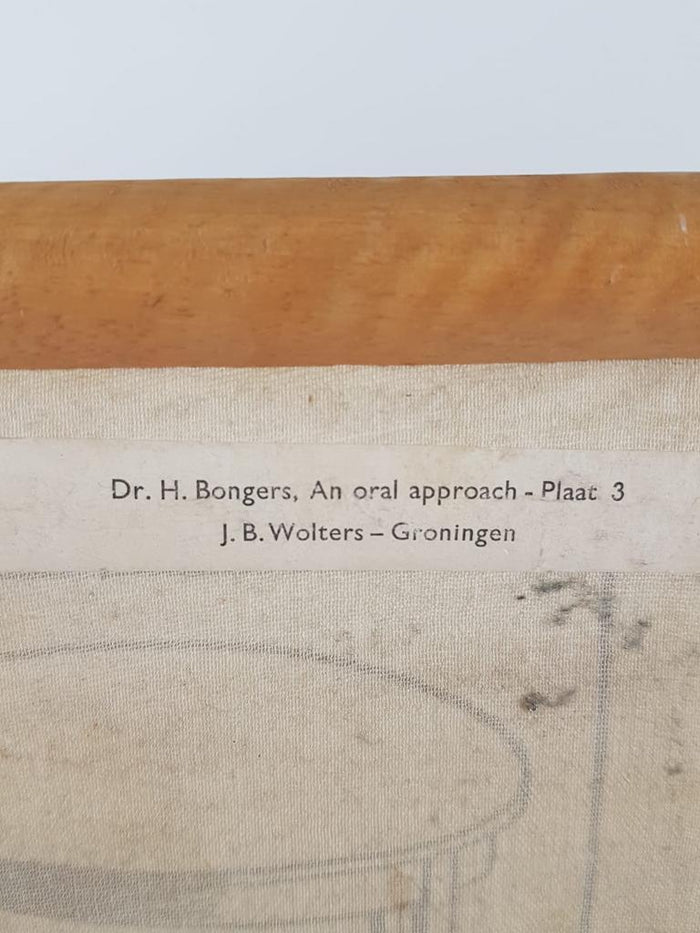 Dr. H. Bongers, An oral approach - Plaat 3
J. B. Wolters – Groningen